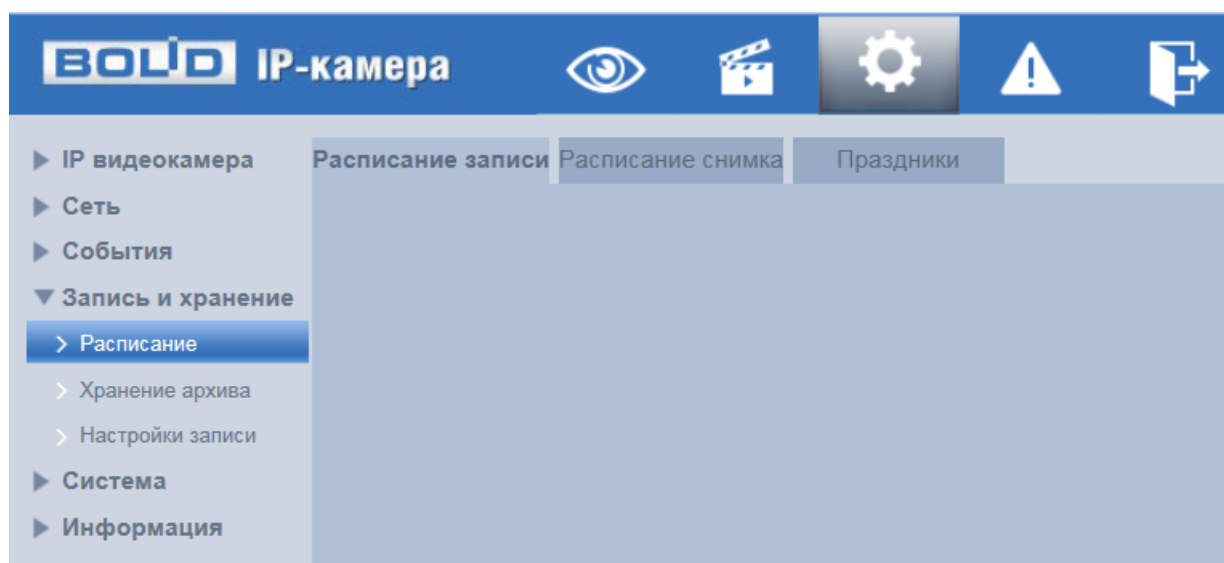 BOLID IP-камера
IP видеокамера
Сеть
События
Запись и хранение
Расписание
Хранение архива
Настройки записи
Система
Информация
Расписание записи Расписание снимка Праздники